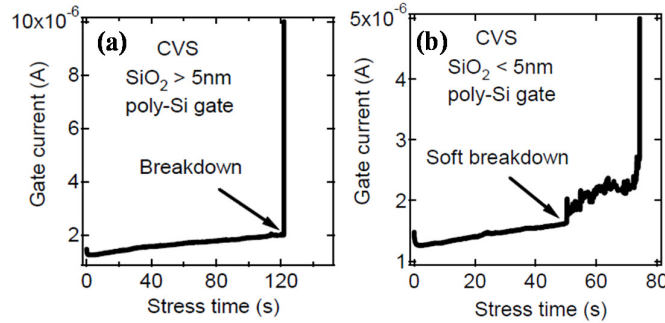 10x10⁻⁶
(a)
CVS
SiO₂ > 5nm
poly-Si gate
Breakdown
Gate current (A)
8
6
4
2
0 40 80 120
Stress time (s)
5x10⁻⁶
(b)
CVS
SiO₂ < 5nm
poly-Si gate
Soft breakdown
Gate current (A)
4
3
2
1
0 20 40 60 80
Stress time (s)